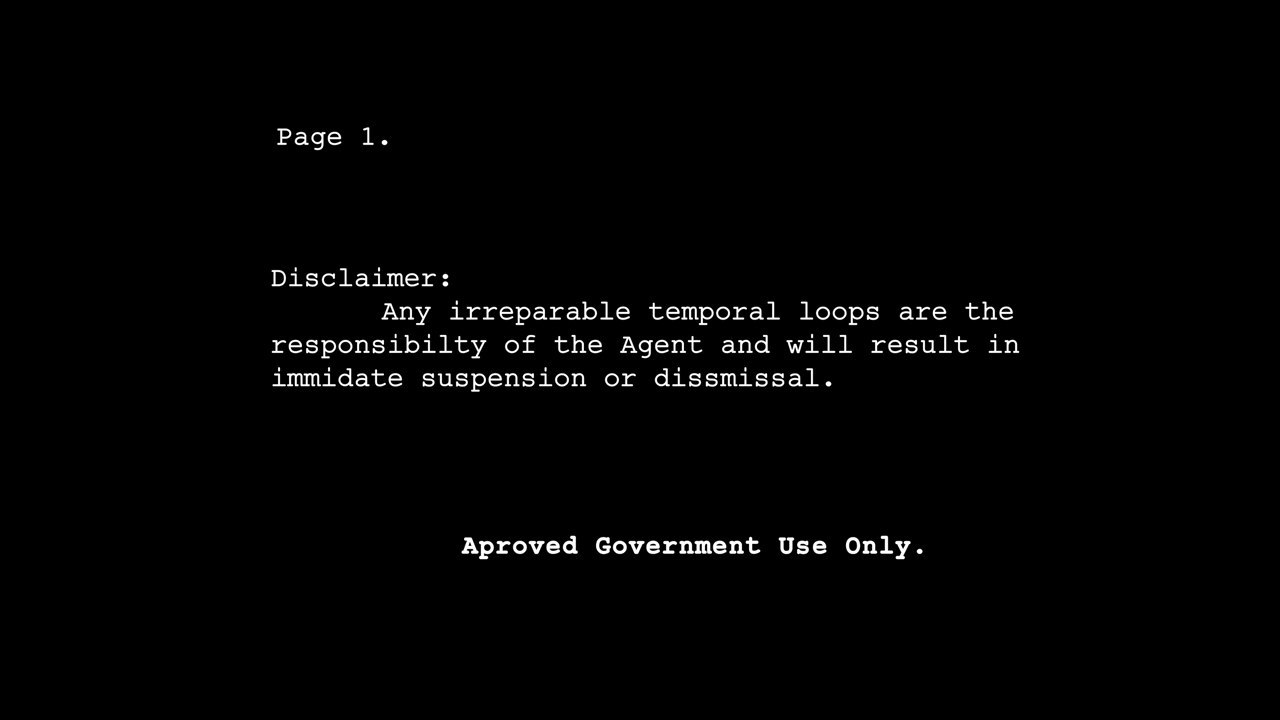 Page 1.
Disclaimer:
Any irreparable temporal loops are the
responsibilty of the Agent and will result in
immidate suspension or dissmissal.
Aproved Government Use Only.